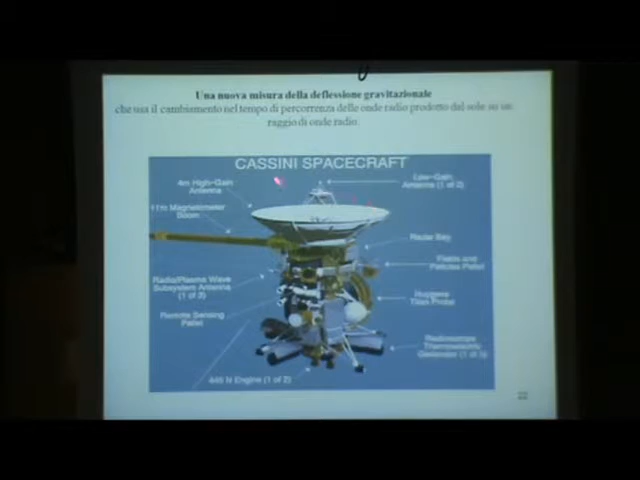 Una nuova misura della deflessione gravitazionale
che usa il cambiamento nel tempo di percorrenza delle onde radio prodotto dal sole su un
raggio di onde radio.
CASSINI SPACECRAFT
4m High-Gain
Antenna
Low-Gain
Antenna (1 of 2)
11m Magnetometer
Boom
Radar Bay
Fields and
Particles Pallet
Radio/Plasma Wave
Subsystem Antenna
(1 of 3)
Huygens
Titan Probe
Remote Sensing
Pallet
Radioisotope
Thermoelectric
Generator (1 of 3)
445 N Engine (1 of 2)